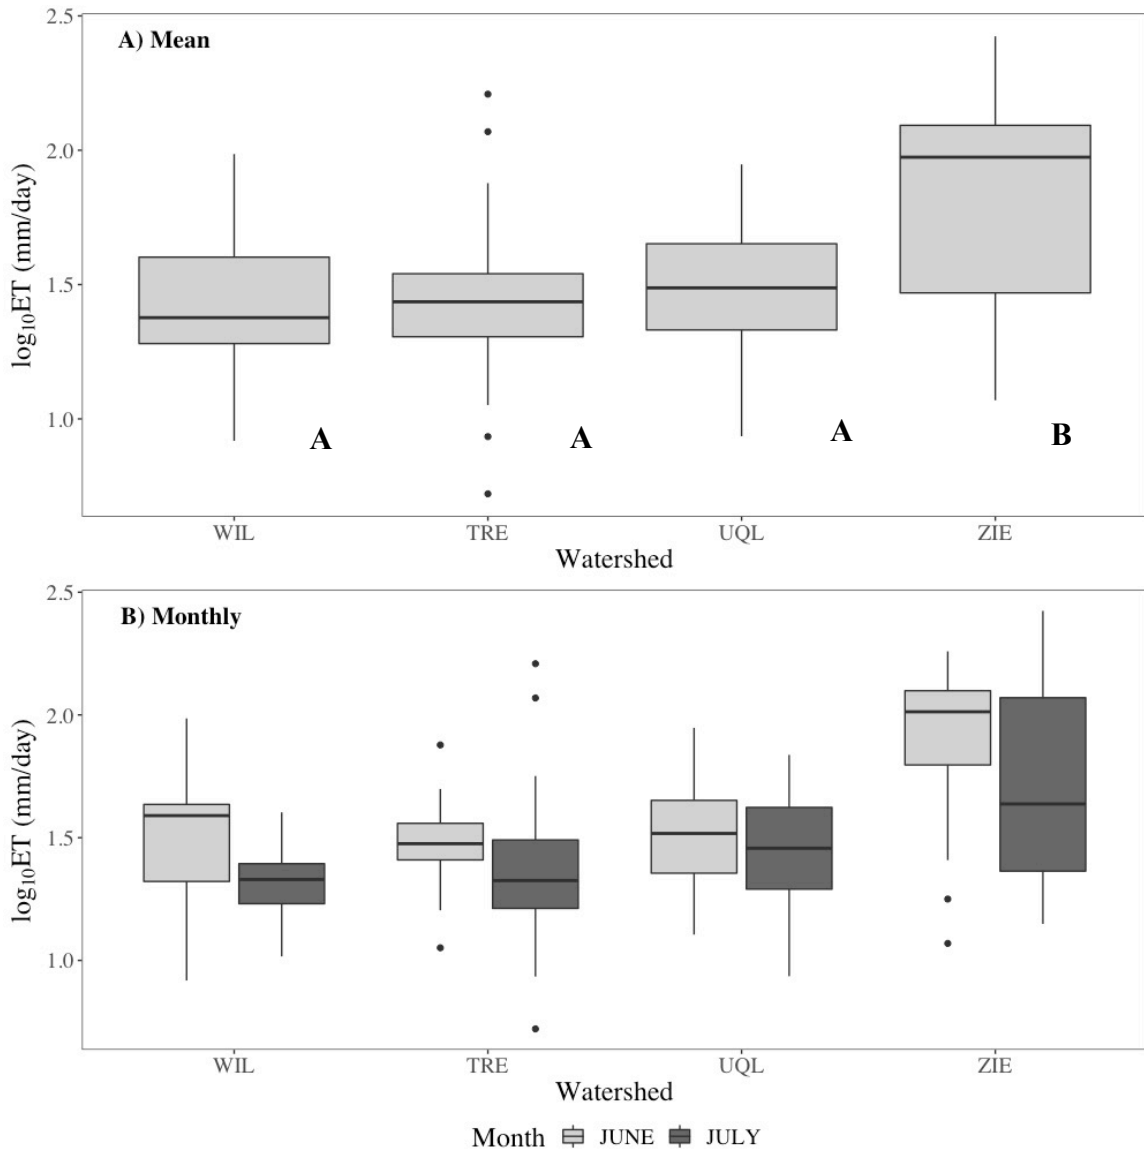 A) Mean
2.5
2.0
1.5
1.0
log₁₀ET (mm/day)
A
A
A
B
WIL TRE UQL ZIE
Watershed
B) Monthly
2.5
2.0
1.5
1.0
log₁₀ET (mm/day)
WIL TRE UQL ZIE
Watershed
Month JUNE JULY